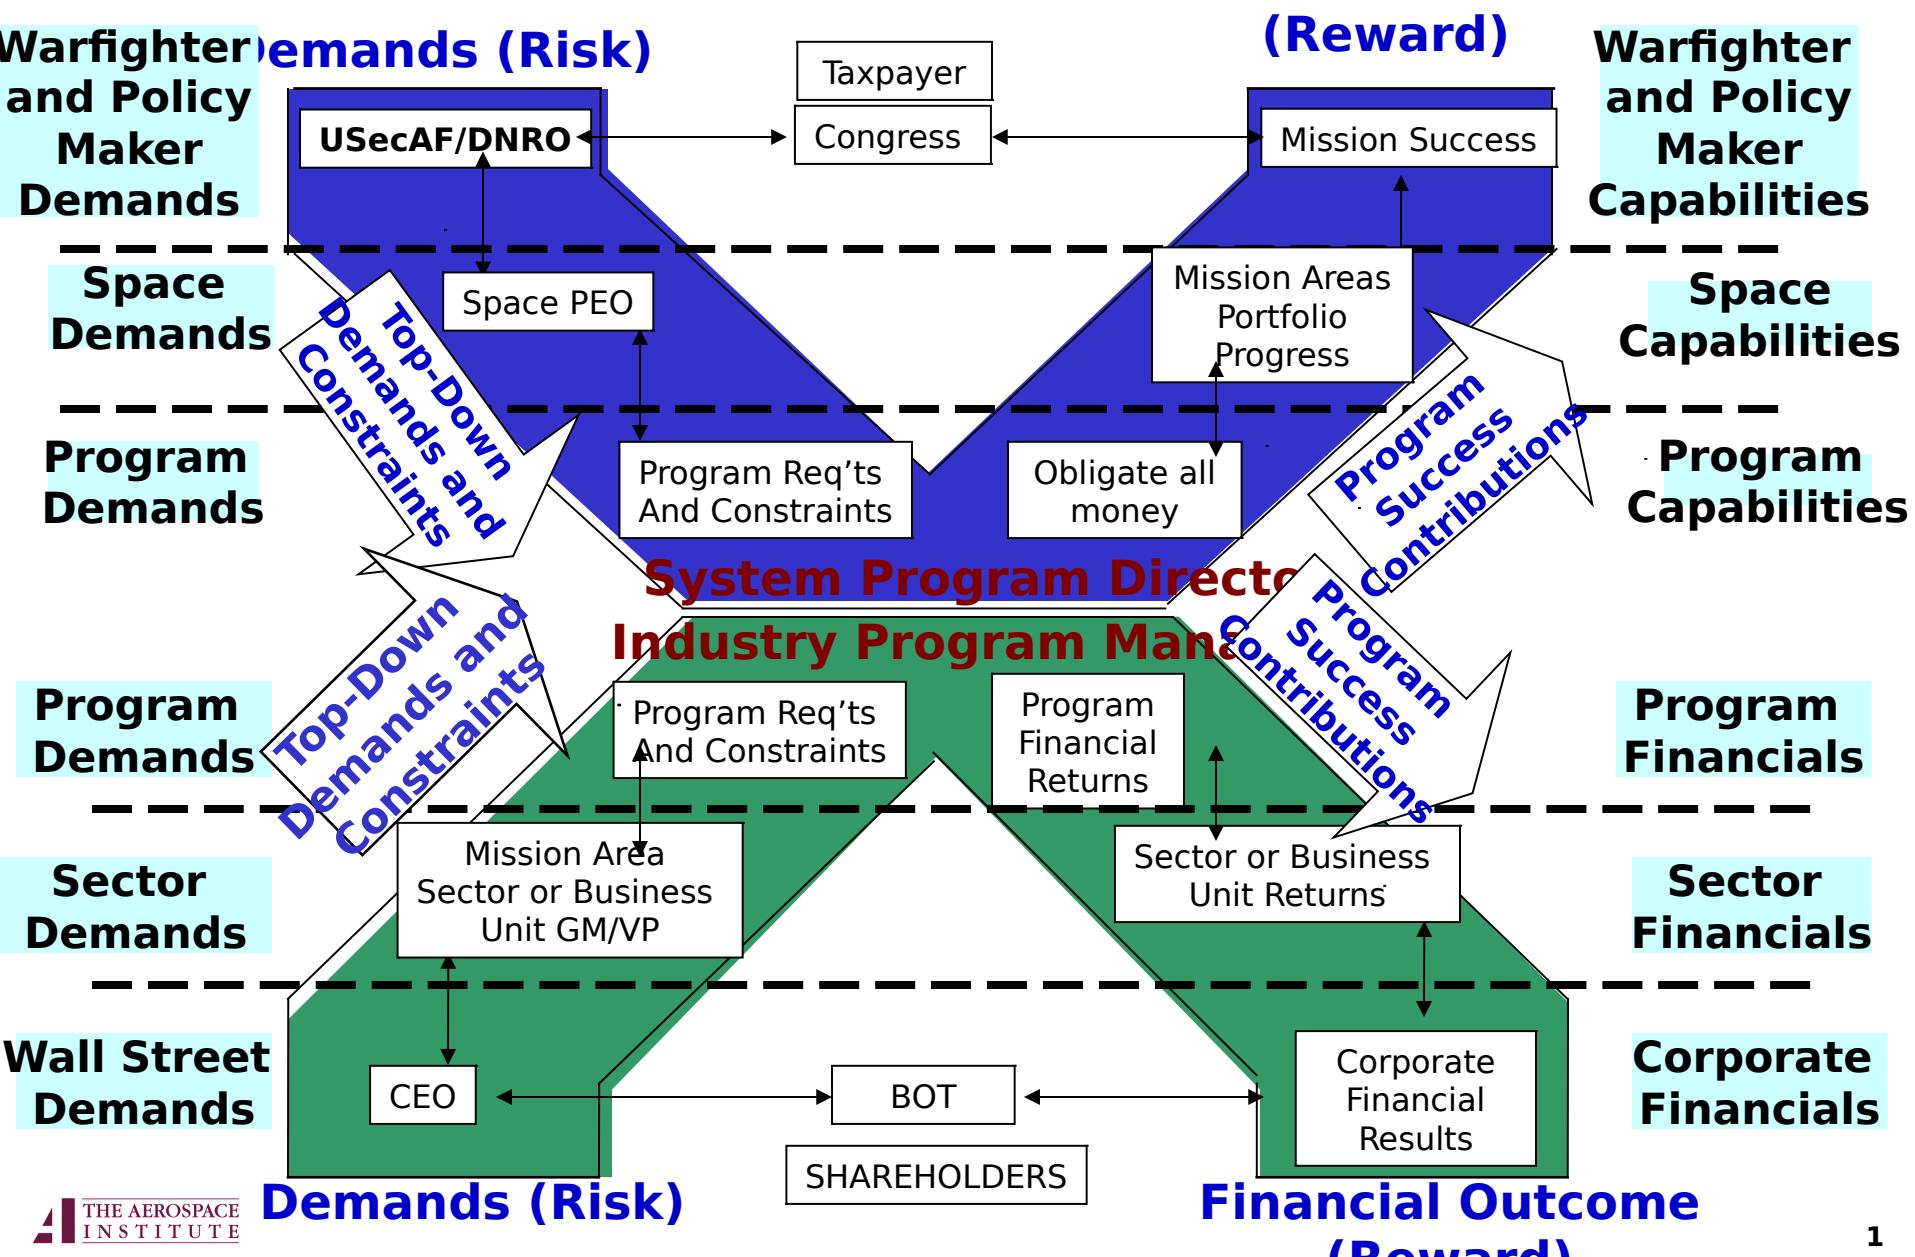 Demands (Risk)
(Reward)
Warfighter
and Policy
Maker
Demands
Taxpayer
Warfighter
and Policy
Maker
Capabilities
USecAF/DNRO
Congress
Mission Success
Space
Demands
Space PEO
Mission Areas
Portfolio
Progress
Space
Capabilities
Top-Down
Demands and
Constraints
Program
Success
Contributions
Program
Demands
Program Req’ts
And Constraints
Obligate all
money
Program
Capabilities
System Program Directo
Industry Program Mana
Top-Down
Demands and
Constraints
Program
Success
Contributions
Program
Demands
Program Req’ts
And Constraints
Program
Financial
Returns
Program
Financials
Sector
Demands
Mission Area
Sector or Business
Unit GM/VP
Sector or Business
Unit Returns
Sector
Financials
Wall Street
Demands
CEO
BOT
Corporate
Financial
Results
Corporate
Financials
SHAREHOLDERS
Demands (Risk)
Financial Outcome
(Reward)
THE AEROSPACE
INSTITUTE
1